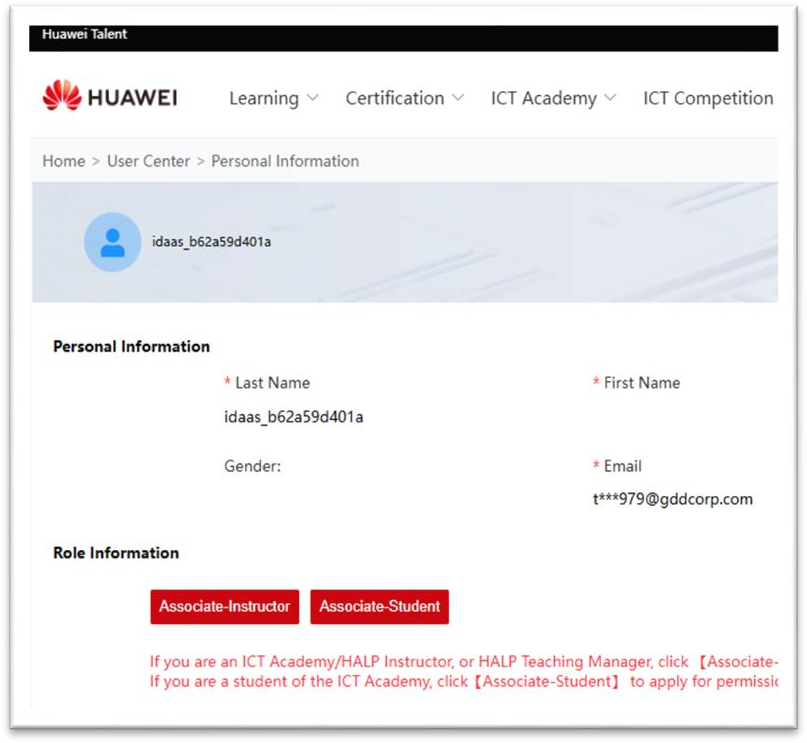 Huawei Talent
HUAWEI Learning Certification ICT Academy ICT Competition
Home > User Center > Personal Information
idaas_b62a59d401a
Personal Information
* Last Name * First Name
idaas_b62a59d401a
Gender: * Email
t***979@gddcorp.com
Role Information
Associate-Instructor Associate-Student
If you are an ICT Academy/HALP Instructor, or HALP Teaching Manager, click 【Associate-
If you are a student of the ICT Academy, click【Associate-Student】 to apply for